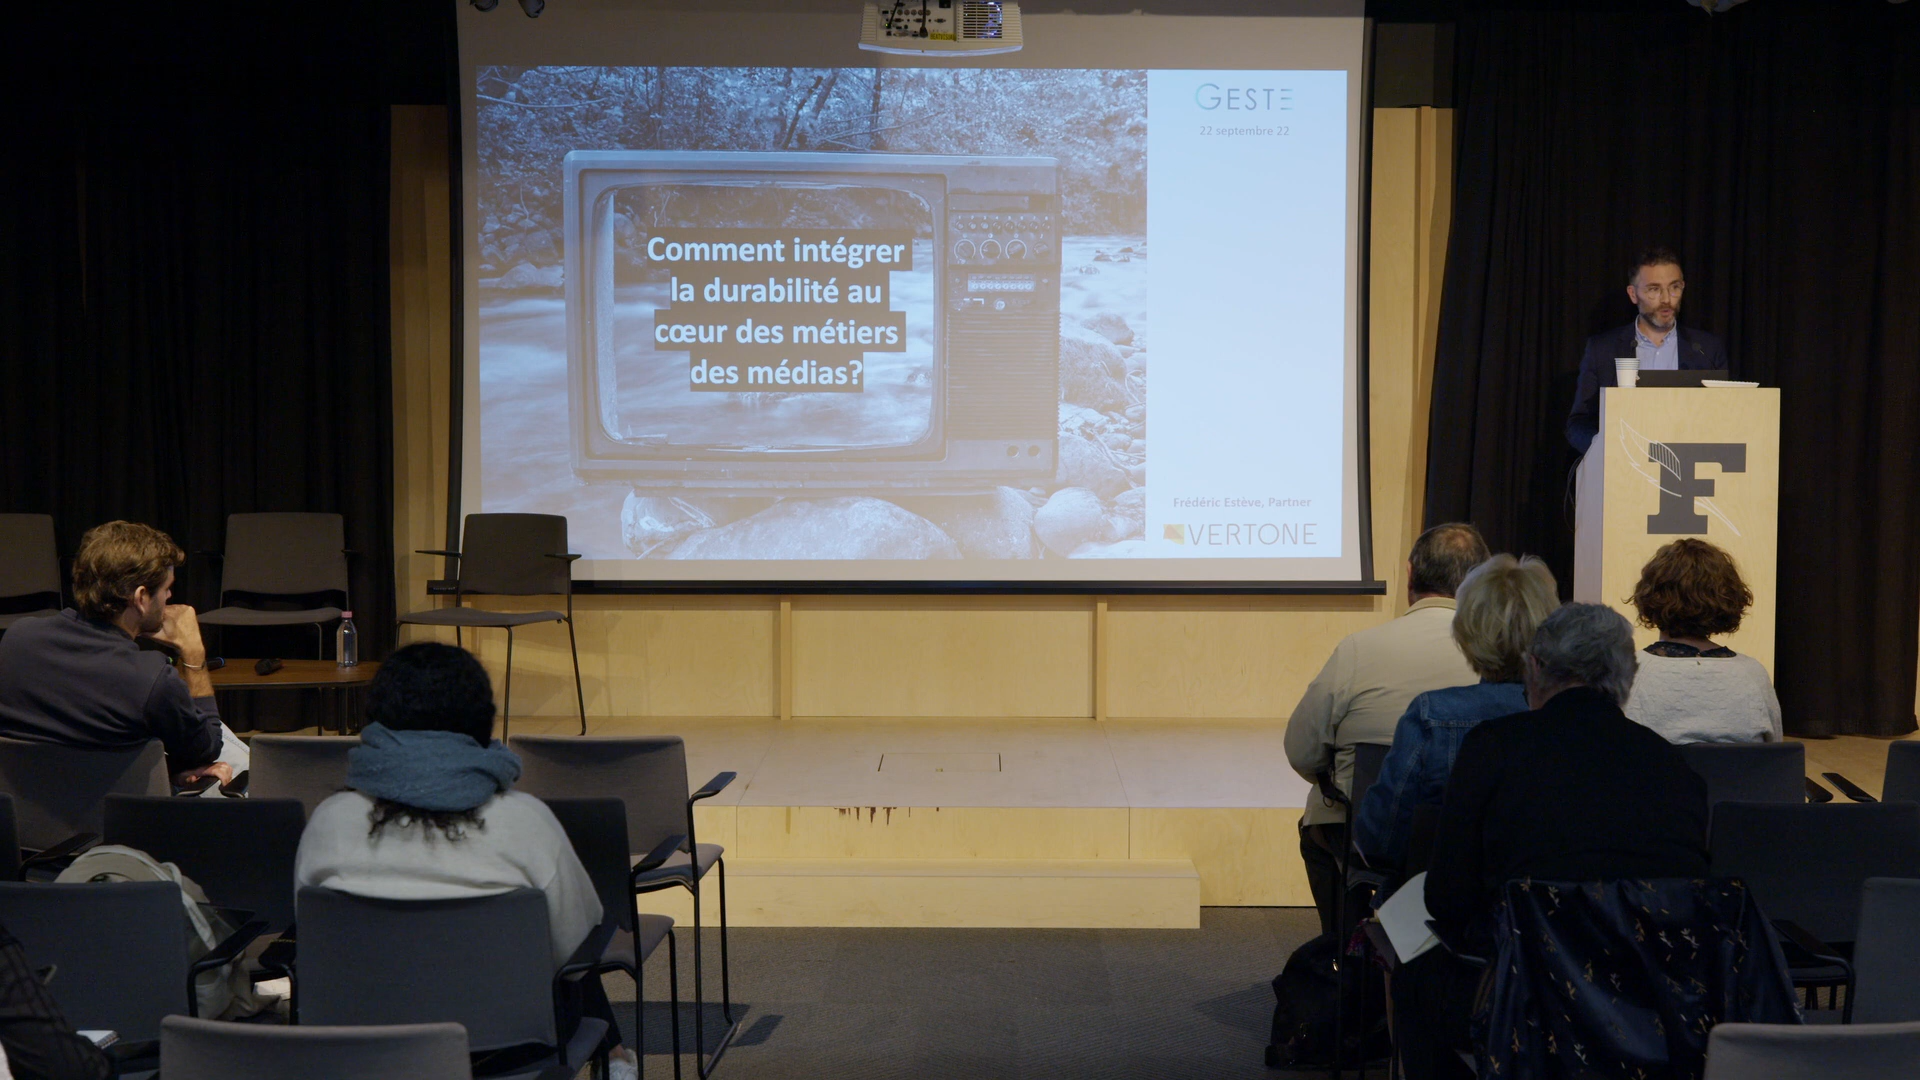 Comment intégrer
la durabilité au
cœur des métiers
des médias?
GESTE
22 septembre 22
Frédéric Estève, Partner
VERTONE
F